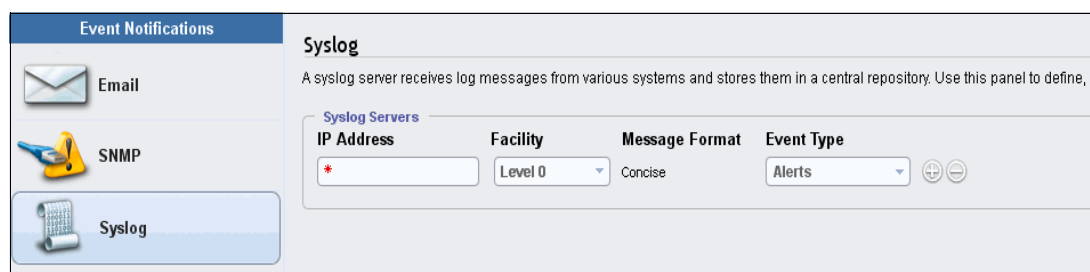 Event Notifications
Email
SNMP
Syslog
Syslog
A syslog server receives log messages from various systems and stores them in a central repository. Use this panel to define,
Syslog Servers
IP Address Facility Message Format Event Type
* Level 0 Concise Alerts